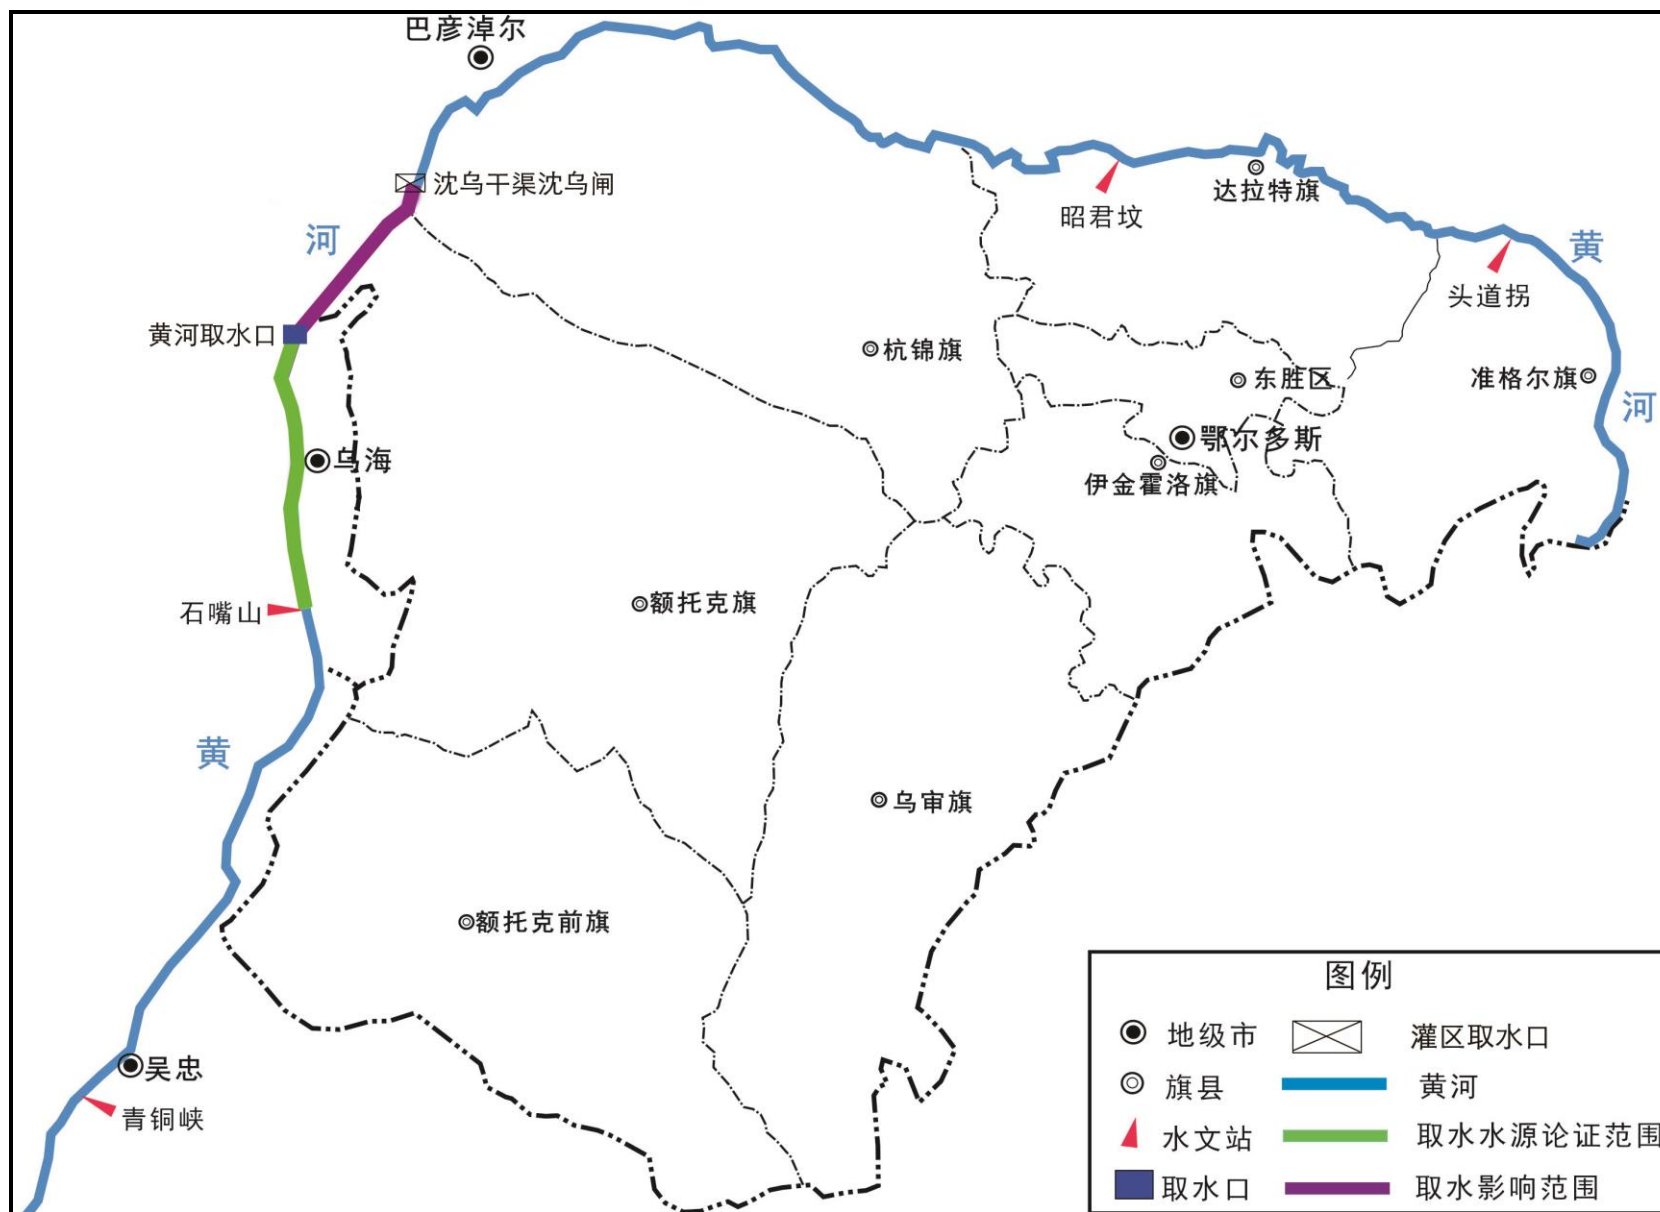 巴彦淖尔
沈乌干渠沈乌闸
河
昭君坟
达拉特旗
黄
头道拐
黄河取水口
杭锦旗
东胜区
准格尔旗
河
鄂尔多斯
乌海
伊金霍洛旗
额托克旗
石嘴山
黄
乌审旗
额托克前旗
吴忠
青铜峡
图例
地级市
灌区取水口
旗县
黄河
水文站
取水水源论证范围
取水口
取水影响范围